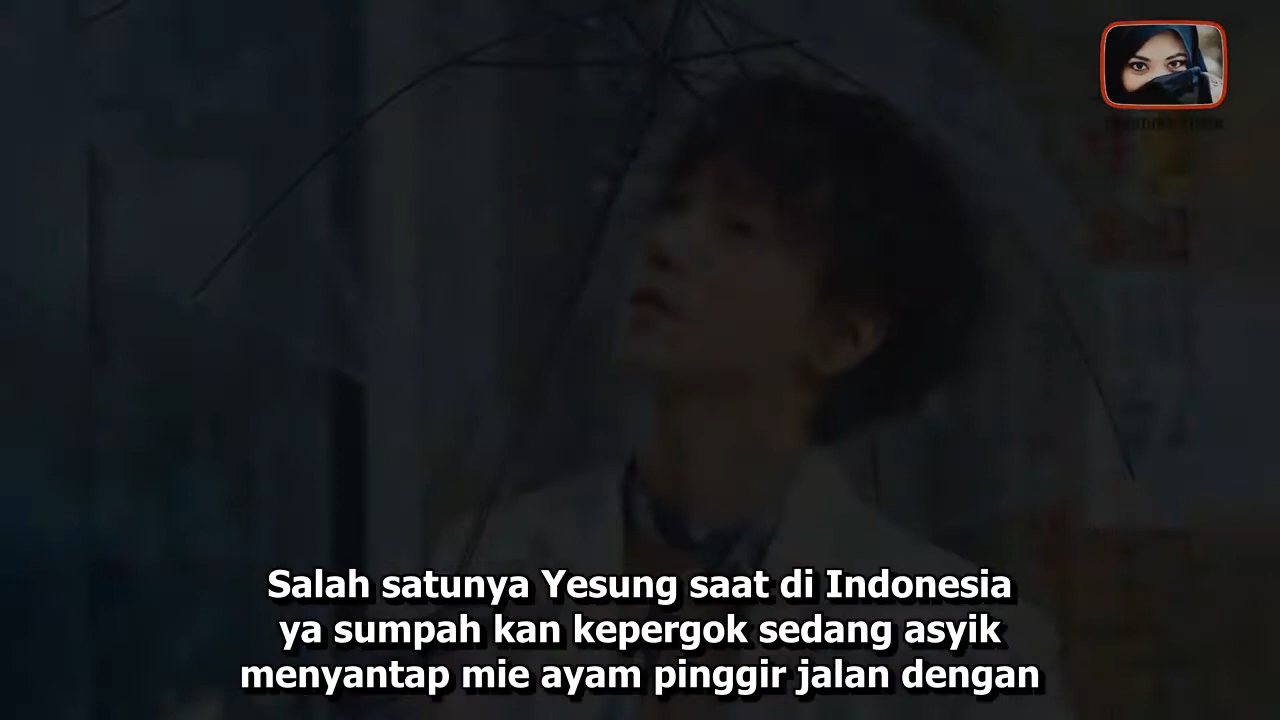 Salah satunya Yesung saat di Indonesia
ya sumpah kan kepergok sedang asyik
menyantap mie ayam pinggir jalan dengan